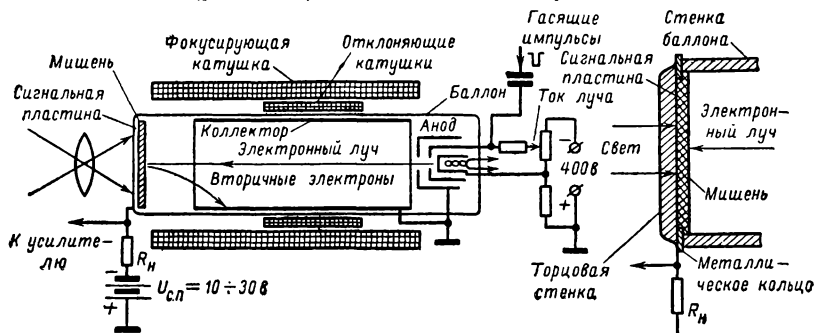 Гасящие
импульсы
Стенка
баллона
Фокусирующая
катушка
Отклоняющие
катушки
Сигнальная
пластина
Мишень
Баллон
Ток луча
Сигнальная
пластина
Коллектор
Анод
Электрон-
ный луч
Электронный луч
Свет
−
400в
Вторичные электроны
+
Мишень
К усилите-
лю
Rн
Торцовая
стенка
Металли-
ческое кольцо
−
Uс.п = 10 ÷ 30 в
+
Rн